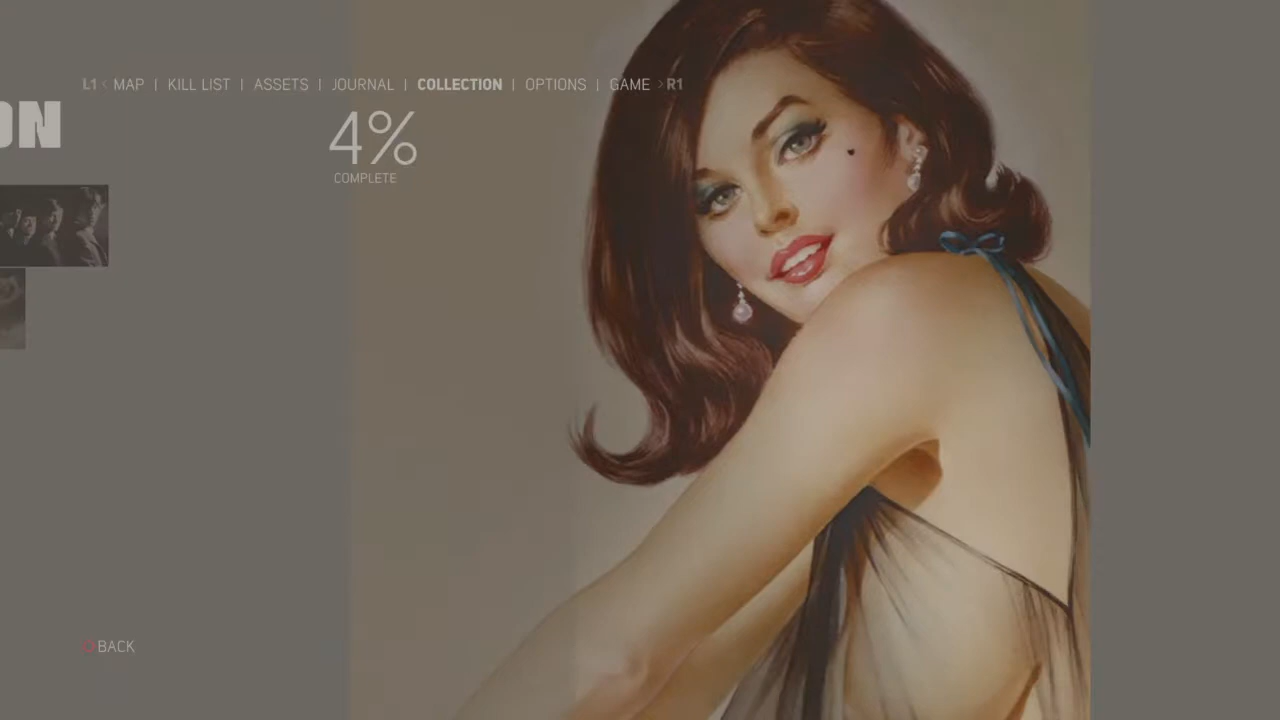 L1 < MAP | KILL LIST | ASSETS | JOURNAL | COLLECTION | OPTIONS | GAME > R1
ON
4%
COMPLETE
BACK